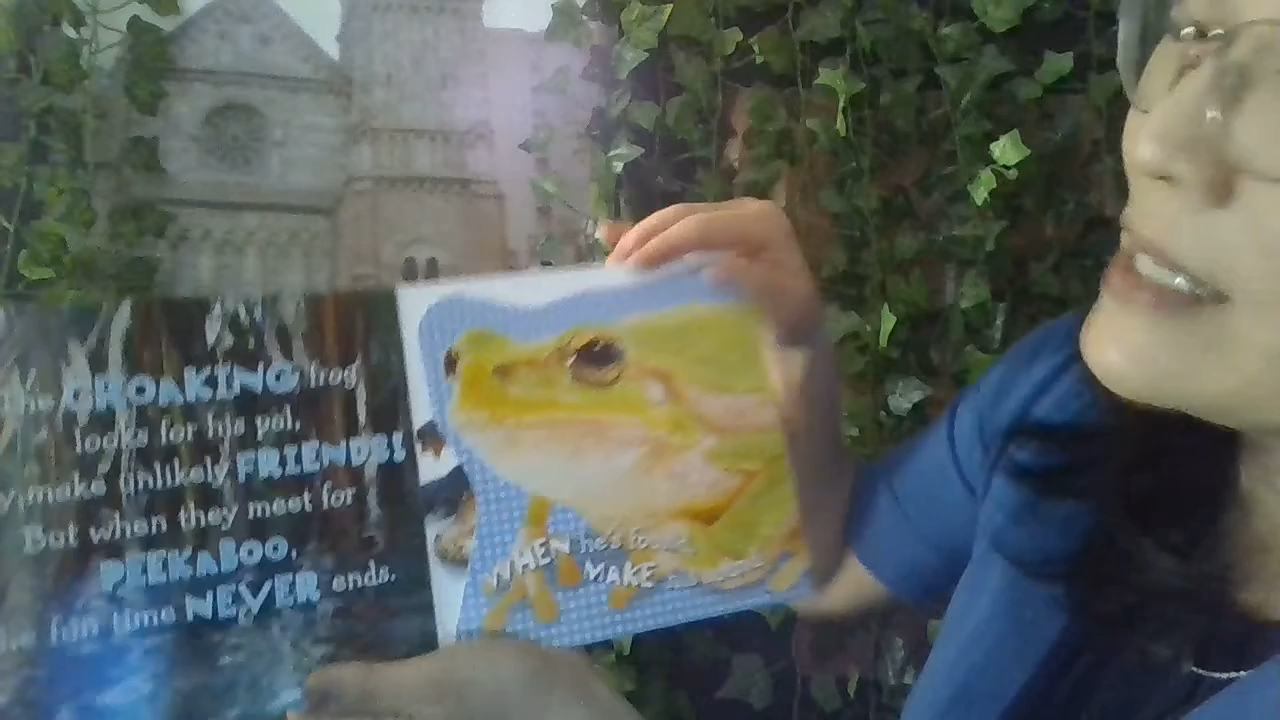 CROAKING frog
looks for his pal.
make unlikely FRIENDS!
But when they meet for
PEEKABOO,
fun time NEVER ends.
WHEN he's
MAKE